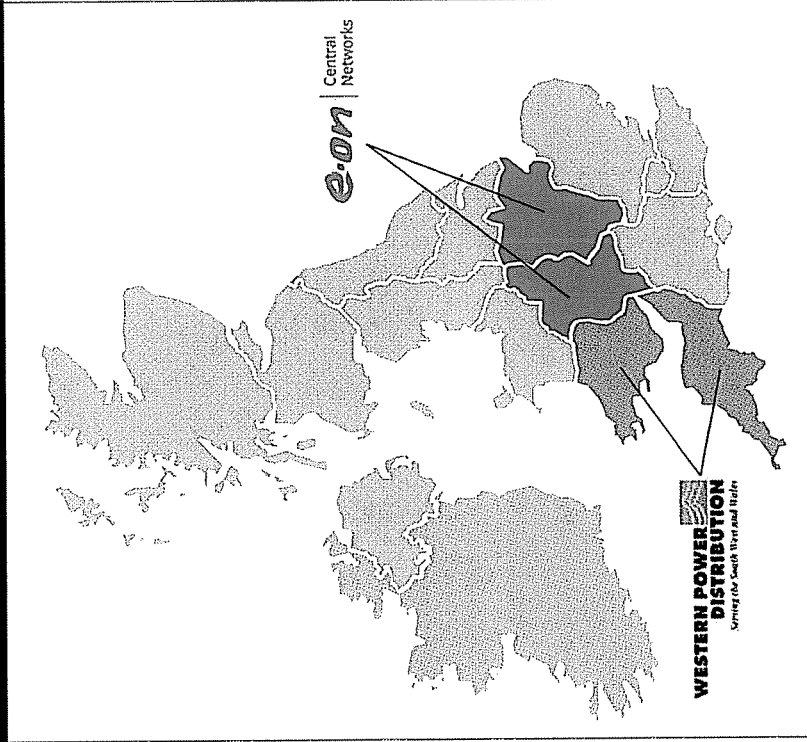 e·on
Central
Networks
WESTERN POWER
DISTRIBUTION
Serving the South West and Wales